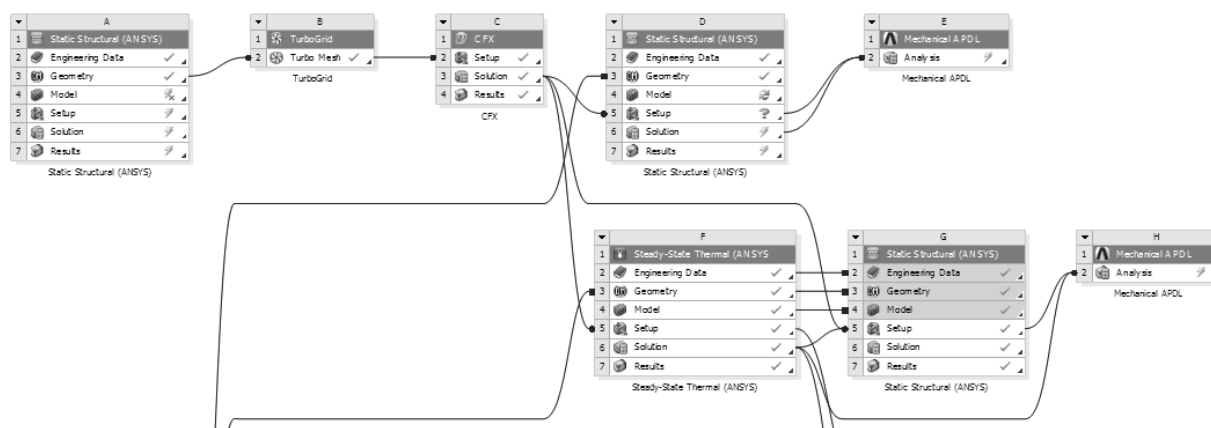 A
1 Static Structural (ANSYS)
2 Engineering Data
3 Geometry
4 Model
5 Setup
6 Solution
7 Results
Static Structural (ANSYS)
B
1 TurboGrid
2 Turbo Mesh
TurboGrid
C
1 CFX
2 Setup
3 Solution
4 Results
CFX
D
1 Static Structural (ANSYS)
2 Engineering Data
3 Geometry
4 Model
5 Setup
6 Solution
7 Results
Static Structural (ANSYS)
E
1 Mechanical APDL
2 Analysis
Mechanical APDL
F
1 Steady-State Thermal (ANSYS
2 Engineering Data
3 Geometry
4 Model
5 Setup
6 Solution
7 Results
Steady-State Thermal (ANSYS)
G
1 Static Structural (ANSYS)
2 Engineering Data
3 Geometry
4 Model
5 Setup
6 Solution
7 Results
Static Structural (ANSYS)
H
1 Mechanical APDL
2 Analysis
Mechanical APDL